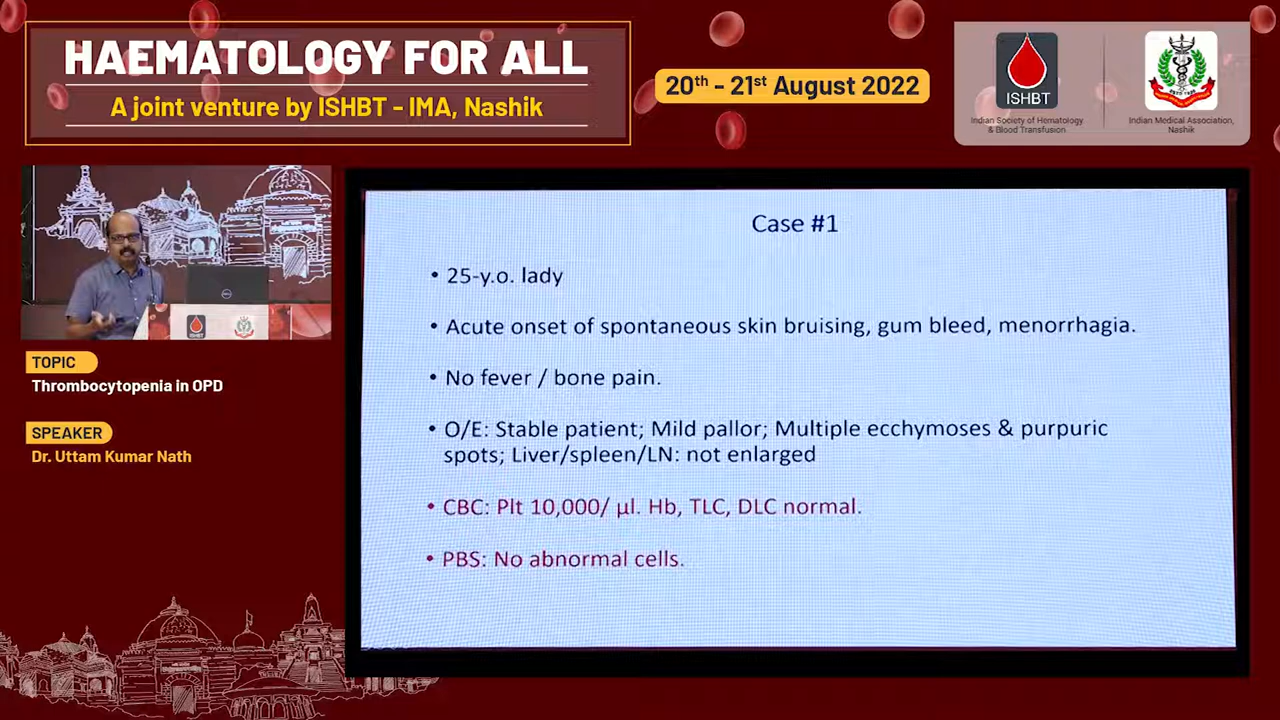 HAEMATOLOGY FOR ALL
A joint venture by ISHBT - IMA, Nashik
20th - 21st August 2022
ISHBT
Indian Society of Hematology
& Blood Transfusion
Indian Medical Association,
Nashik
TOPIC
Thrombocytopenia in OPD
SPEAKER
Dr. Uttam Kumar Nath
Case #1
• 25-y.o. lady
• Acute onset of spontaneous skin bruising, gum bleed, menorrhagia.
• No fever / bone pain.
• O/E: Stable patient; Mild pallor; Multiple ecchymoses & purpuric
spots; Liver/spleen/LN: not enlarged
• CBC: Plt 10,000/ µl. Hb, TLC, DLC normal.
• PBS: No abnormal cells.